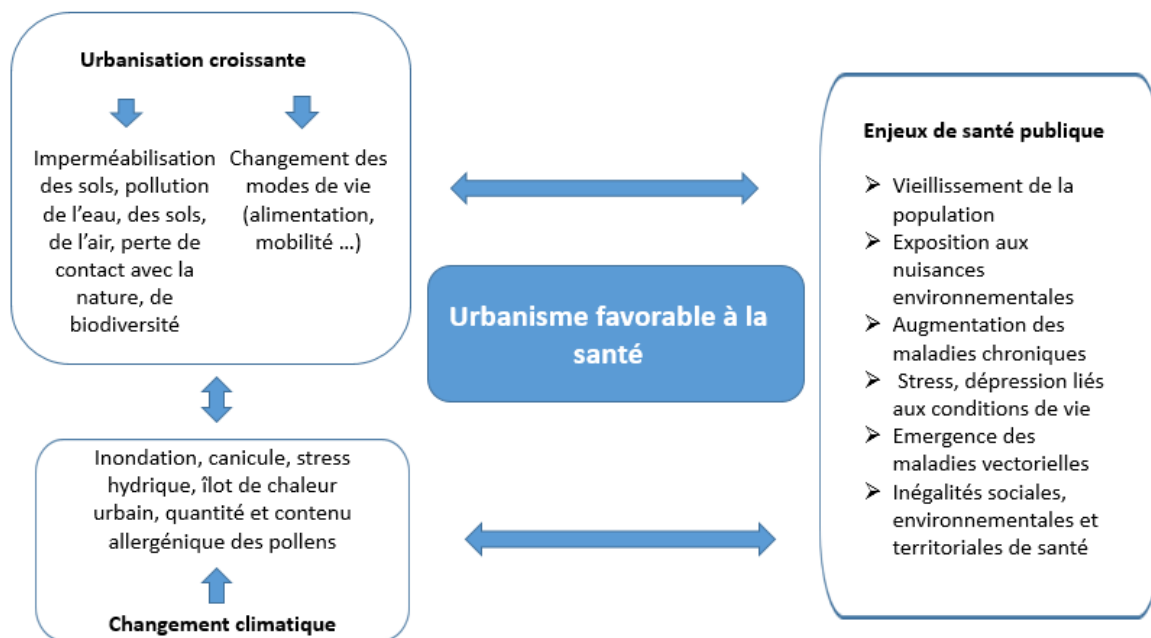 Urbanisation croissante
Imperméabilisation
des sols, pollution
de l'eau, des sols,
de l'air, perte de
contact avec la
nature, de
biodiversité
Changement des
modes de vie
(alimentation,
mobilité ...)
Inondation, canicule, stress
hydrique, îlot de chaleur
urbain, quantité et contenu
allergénique des pollens
Changement climatique
Urbanisme favorable à la
santé
Enjeux de santé publique
➤ Vieillissement de la
population
➤ Exposition aux
nuisances
environnementales
➤ Augmentation des
maladies chroniques
➤ Stress, dépression liés
aux conditions de vie
➤ Emergence des
maladies vectorielles
➤ Inégalités sociales,
environnementales et
territoriales de santé